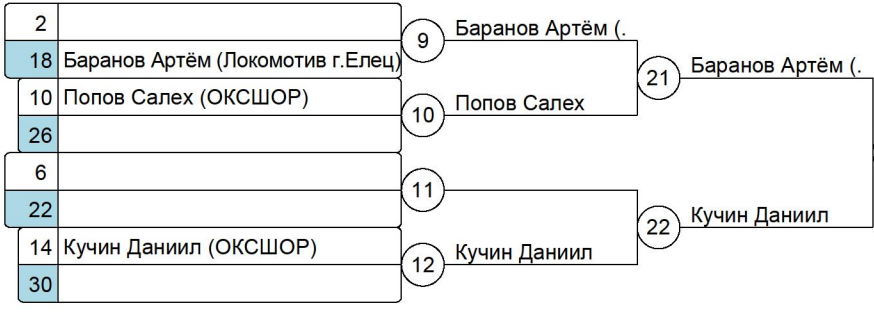 2
18 Баранов Артём (Локомотив г.Елец)
9
Баранов Артём (.
10 Попов Салех (ОКСШОР)
26
10
Попов Салех
21
Баранов Артём (.
6
22
11
14 Кучин Даниил (ОКСШОР)
30
12
Кучин Даниил
22
Кучин Даниил